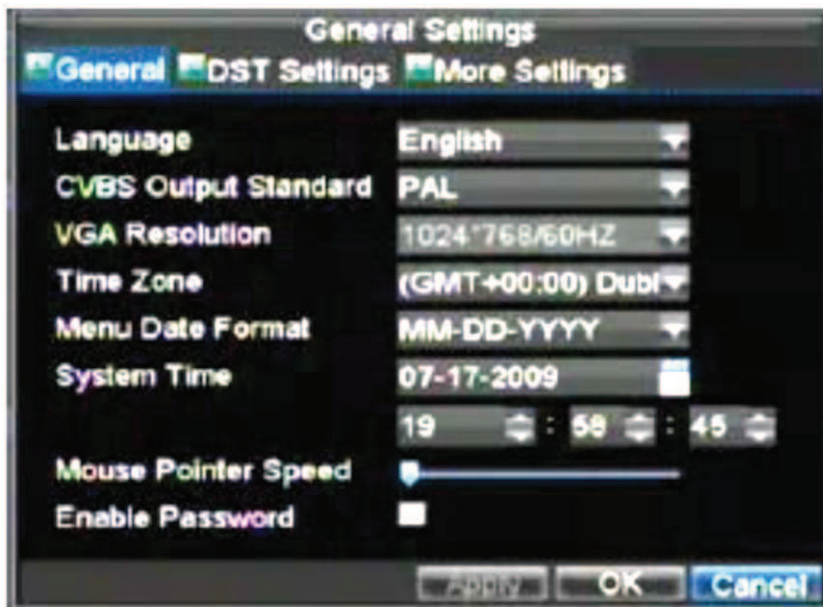 General Settings
General DST Settings More Settings
Language English
CVBS Output Standard PAL
VGA Resolution 1024*768/60HZ
Time Zone (GMT+00:00) Dubl
Menu Date Format MM-DD-YYYY
System Time 07-17-2009
19 : 58 : 45
Mouse Pointer Speed
Enable Password
Apply OK Cancel